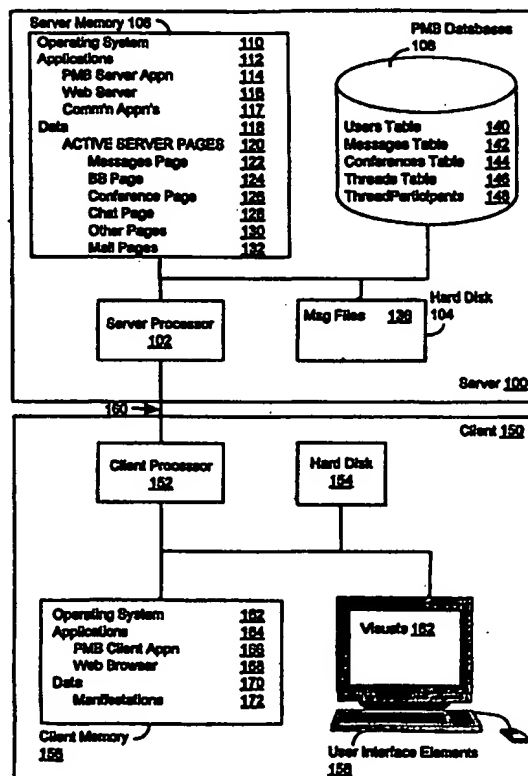 Server Memory 106
Operating System 110
Applications 112
PMB Server Appn 114
Web Server 116
Comm'n Appn's 117
Data 118
ACTIVE SERVER PAGES 120
Messages Page 122
BB Page 124
Conference Page 126
Chat Page 128
Other Pages 130
Mail Pages 132
PMB Databases
108
Users Table 140
Messages Table 142
Conferences Table 144
Threads Table 146
ThreadParticipants 148
Server Processor
102
Msg Files 136
Hard Disk
104
Server 100
160
Client 150
Client Processor
152
Hard Disk
154
Operating System 162
Applications 164
PMB Client Appn 166
Web Browser 168
Data 170
Manifestations 172
Client Memory
156
Visuals 182
User Interface Elements
158